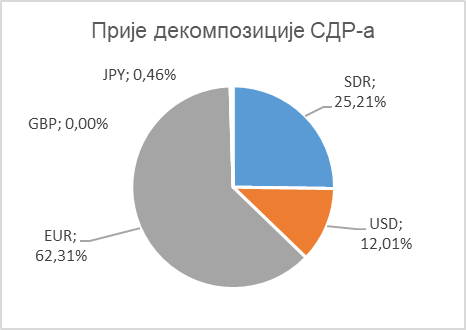 Прије декомпозиције СДР-а
JPY; 0,46%
SDR;
25,21%
GBP; 0,00%
USD;
12,01%
EUR;
62,31%